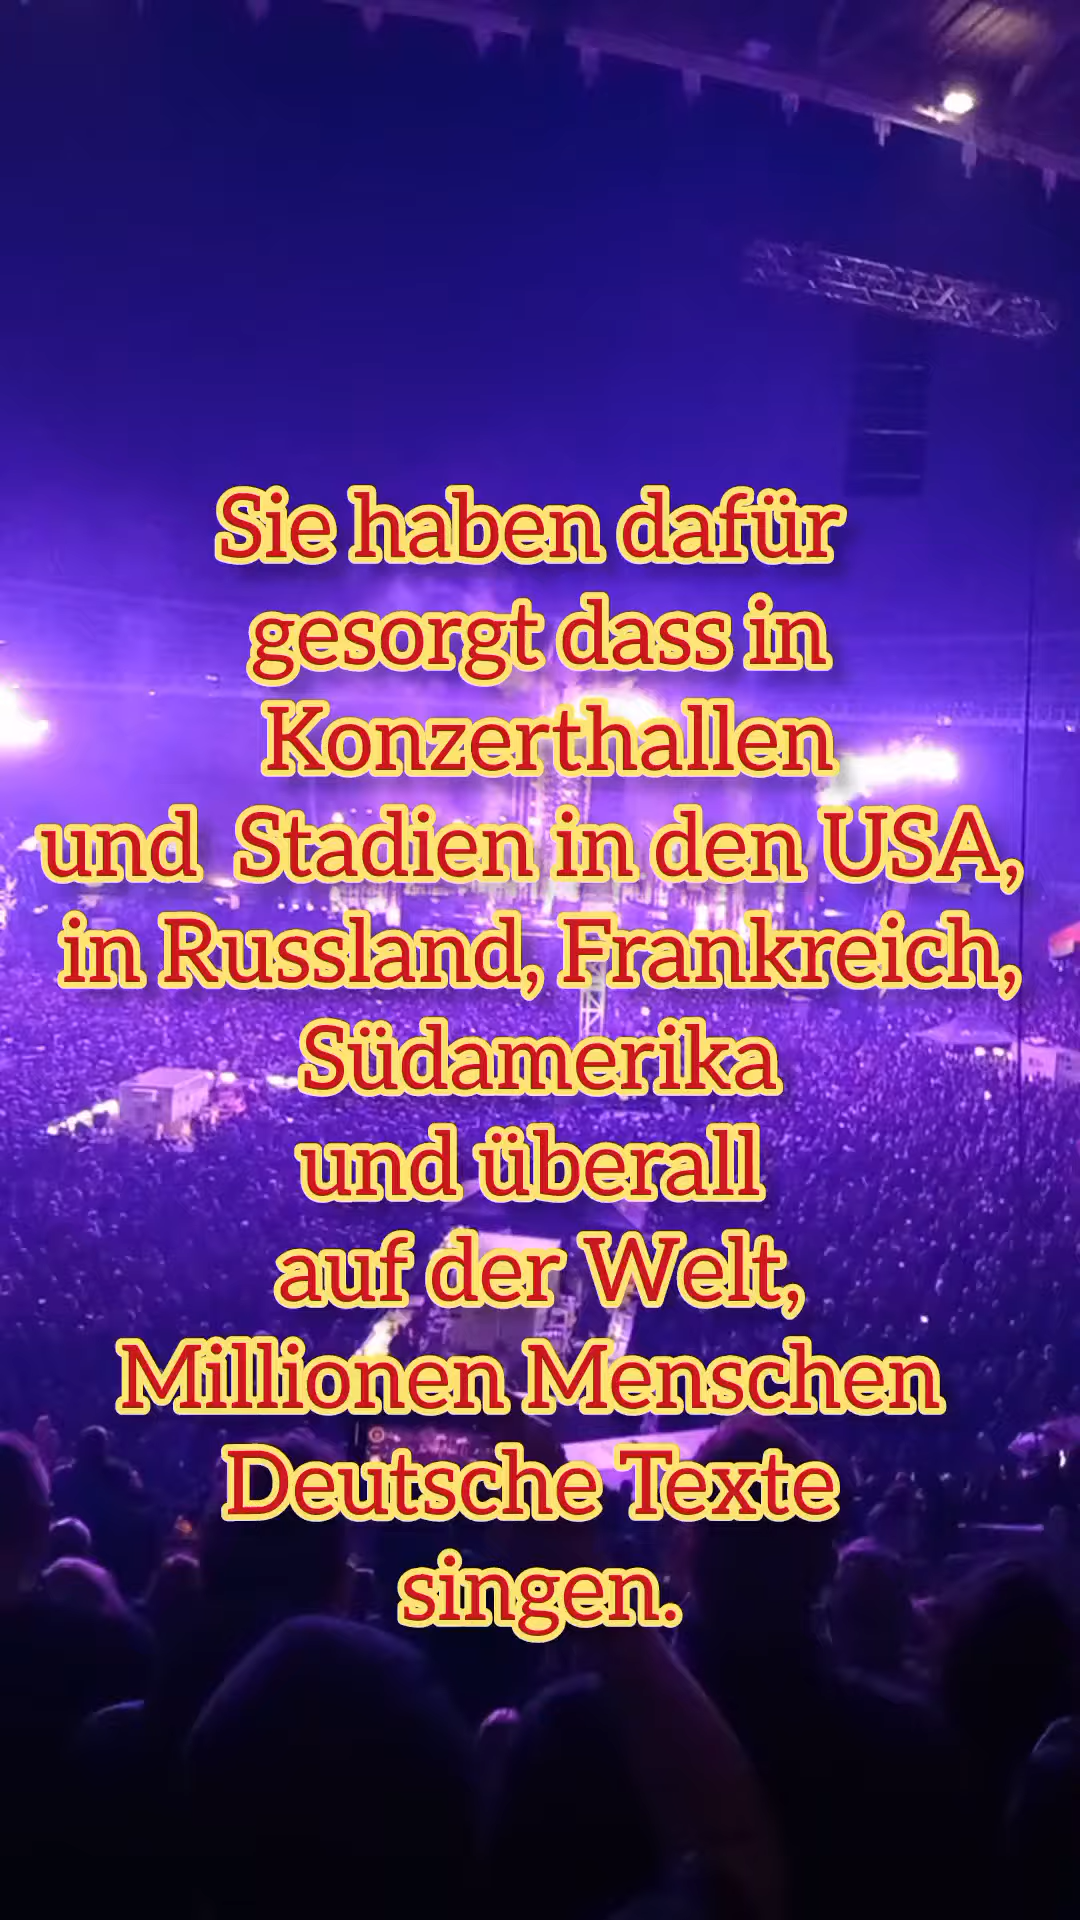 Sie haben dafür
gesorgt dass in
Konzerthallen
und Stadien in den USA,
in Russland, Frankreich,
Südamerika
und überall
auf der Welt,
Millionen Menschen
Deutsche Texte
singen.